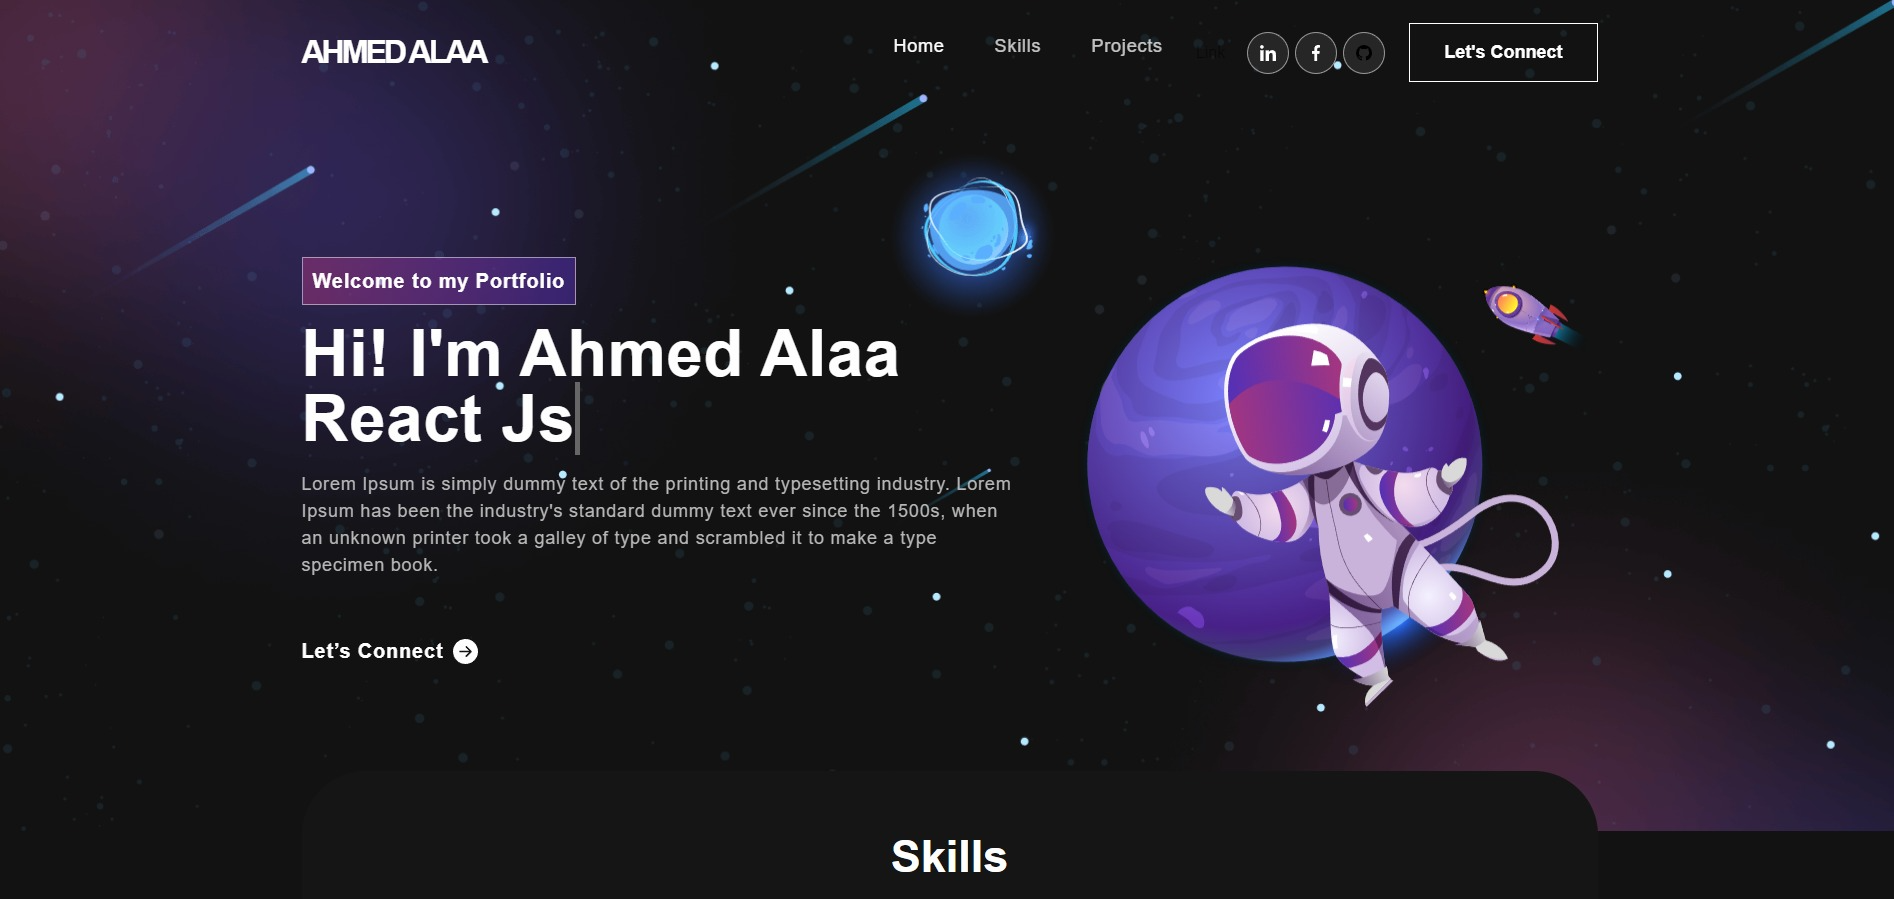 AHMED ALAA
Home Skills Projects Link Let's Connect
Welcome to my Portfolio
Hi! I'm Ahmed Alaa
React Js
Lorem Ipsum is simply dummy text of the printing and typesetting industry. Lorem
Ipsum has been the industry's standard dummy text ever since the 1500s, when
an unknown printer took a galley of type and scrambled it to make a type
specimen book.
Let’s Connect
Skills